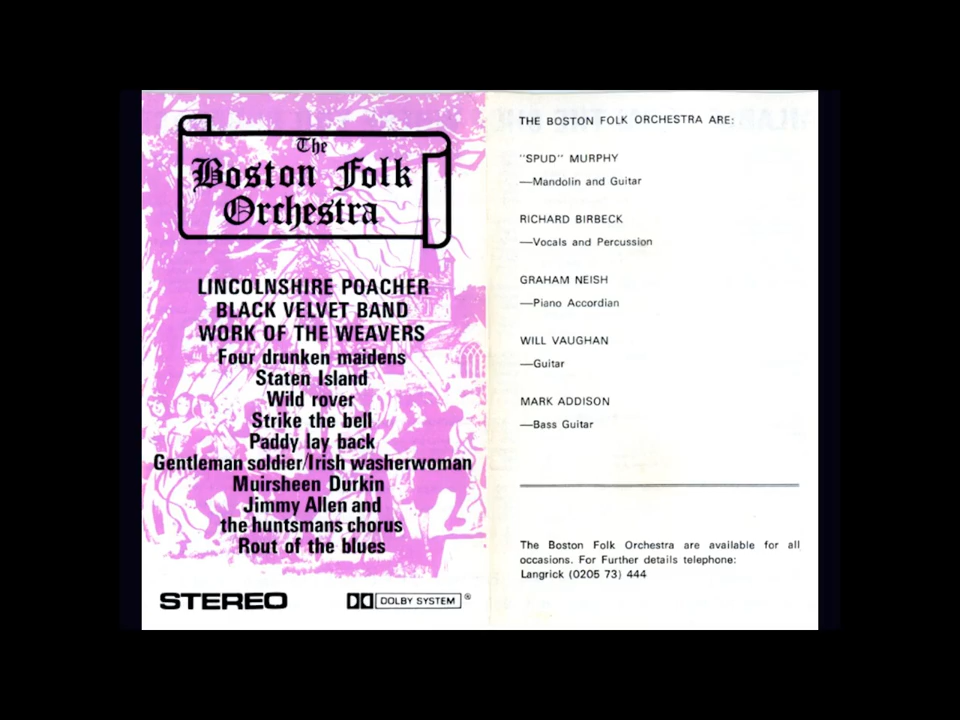 The
Boston Folk
Orchestra
LINCOLNSHIRE POACHER
BLACK VELVET BAND
WORK OF THE WEAVERS
Four drunken maidens
Staten Island
Wild rover
Strike the bell
Paddy lay back
Gentleman soldier/Irish washerwoman
Muirsheen Durkin
Jimmy Allen and
the huntsmans chorus
Rout of the blues
STEREO
DOLBY SYSTEM ®
THE BOSTON FOLK ORCHESTRA ARE:
"SPUD" MURPHY
—Mandolin and Guitar
RICHARD BIRBECK
—Vocals and Percussion
GRAHAM NEISH
—Piano Accordian
WILL VAUGHAN
—Guitar
MARK ADDISON
—Bass Guitar
The Boston Folk Orchestra are available for all
occasions. For Further details telephone:
Langrick (0205 73) 444